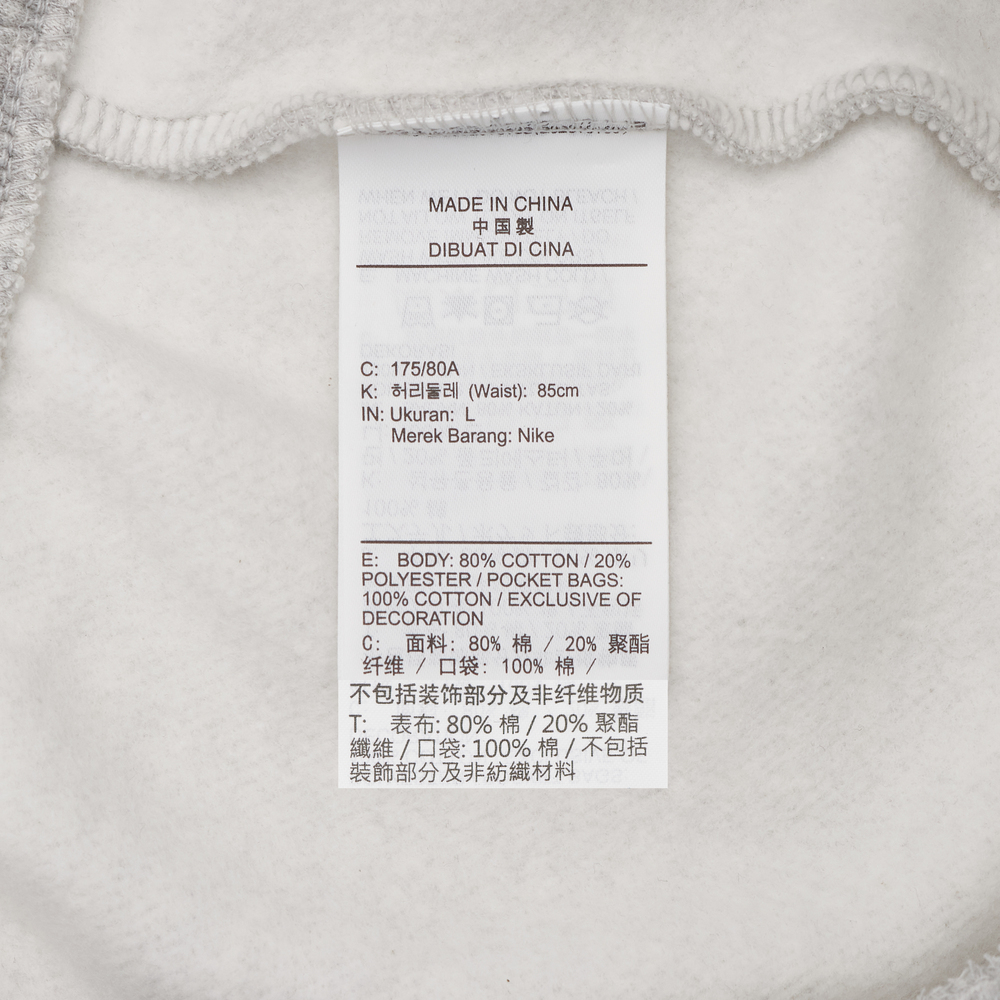 MADE IN CHINA
中国製
DIBUAT DI CINA
C: 175/80A
K: 허리둘레 (Waist): 85cm
IN: Ukuran: L
Merek Barang: Nike
E: BODY: 80% COTTON / 20%
POLYESTER / POCKET BAGS:
100% COTTON / EXCLUSIVE OF
DECORATION
C: 面料: 80% 棉 / 20% 聚酯
纤维 / 口袋: 100% 棉 /
不包括装饰部分及非纤维物质
T: 表布: 80% 棉 / 20% 聚酯
纖維 / 口袋: 100% 棉 / 不包括
裝飾部分及非紡織材料